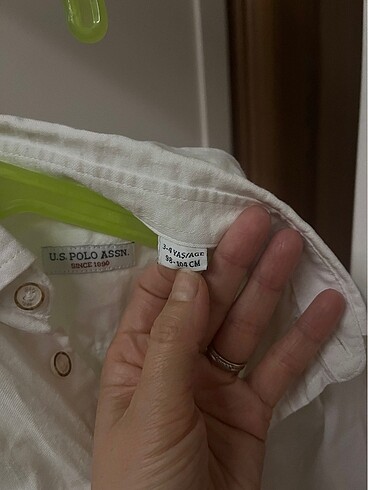 U.S. POLO ASSN.
SINCE 1890
3-4 YAŞ/AGE
98-104 CM